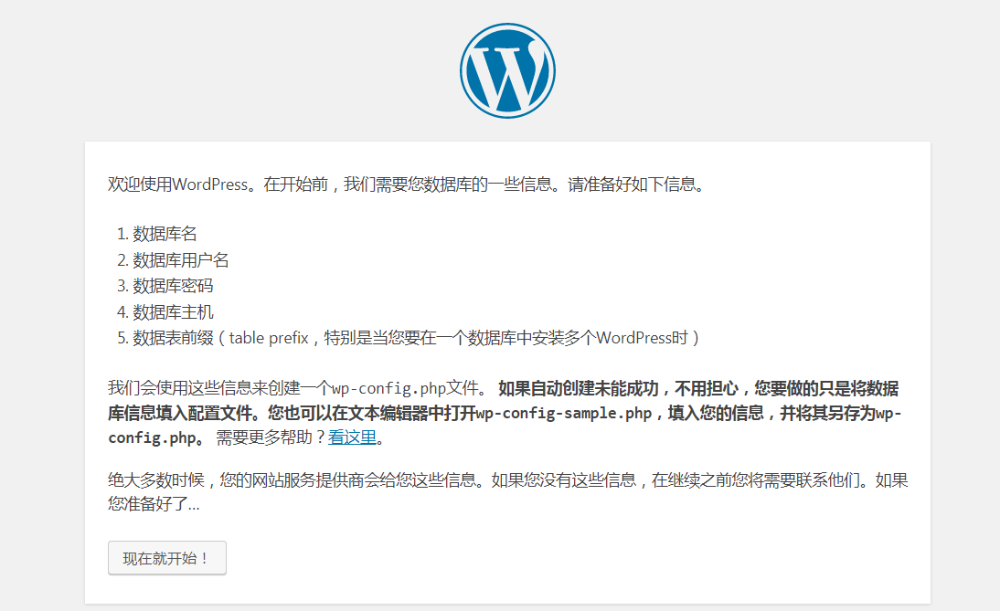 欢迎使用WordPress。在开始前，我们需要您数据库的一些信息。请准备好如下信息。
1. 数据库名
2. 数据库用户名
3. 数据库密码
4. 数据库主机
5. 数据表前缀（table prefix，特别是当您要在一个数据库中安装多个WordPress时）
我们会使用这些信息来创建一个wp-config.php文件。 如果自动创建未能成功，不用担心，您要做的只是将数据
库信息填入配置文件。您也可以在文本编辑器中打开wp-config-sample.php，填入您的信息，并将其另存为wp-
config.php。 需要更多帮助？看这里。
绝大多数时候，您的网站服务提供商会给您这些信息。如果您没有这些信息，在继续之前您将需要联系他们。如果
您准备好了…
现在就开始！